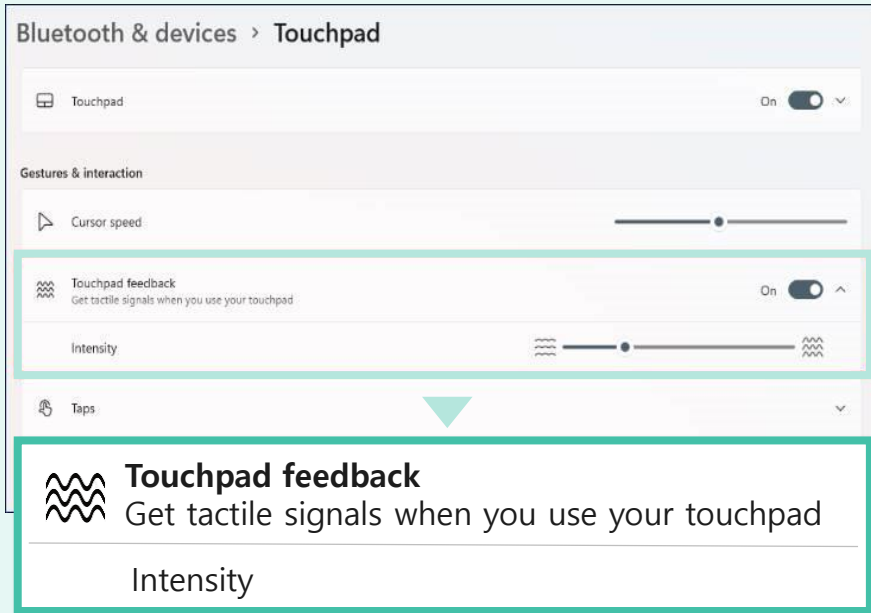 Bluetooth & devices > Touchpad
Touchpad On
Gestures & interaction
Cursor speed
Touchpad feedback
Get tactile signals when you use your touchpad
On
Intensity
Taps
Touchpad feedback
Get tactile signals when you use your touchpad
Intensity